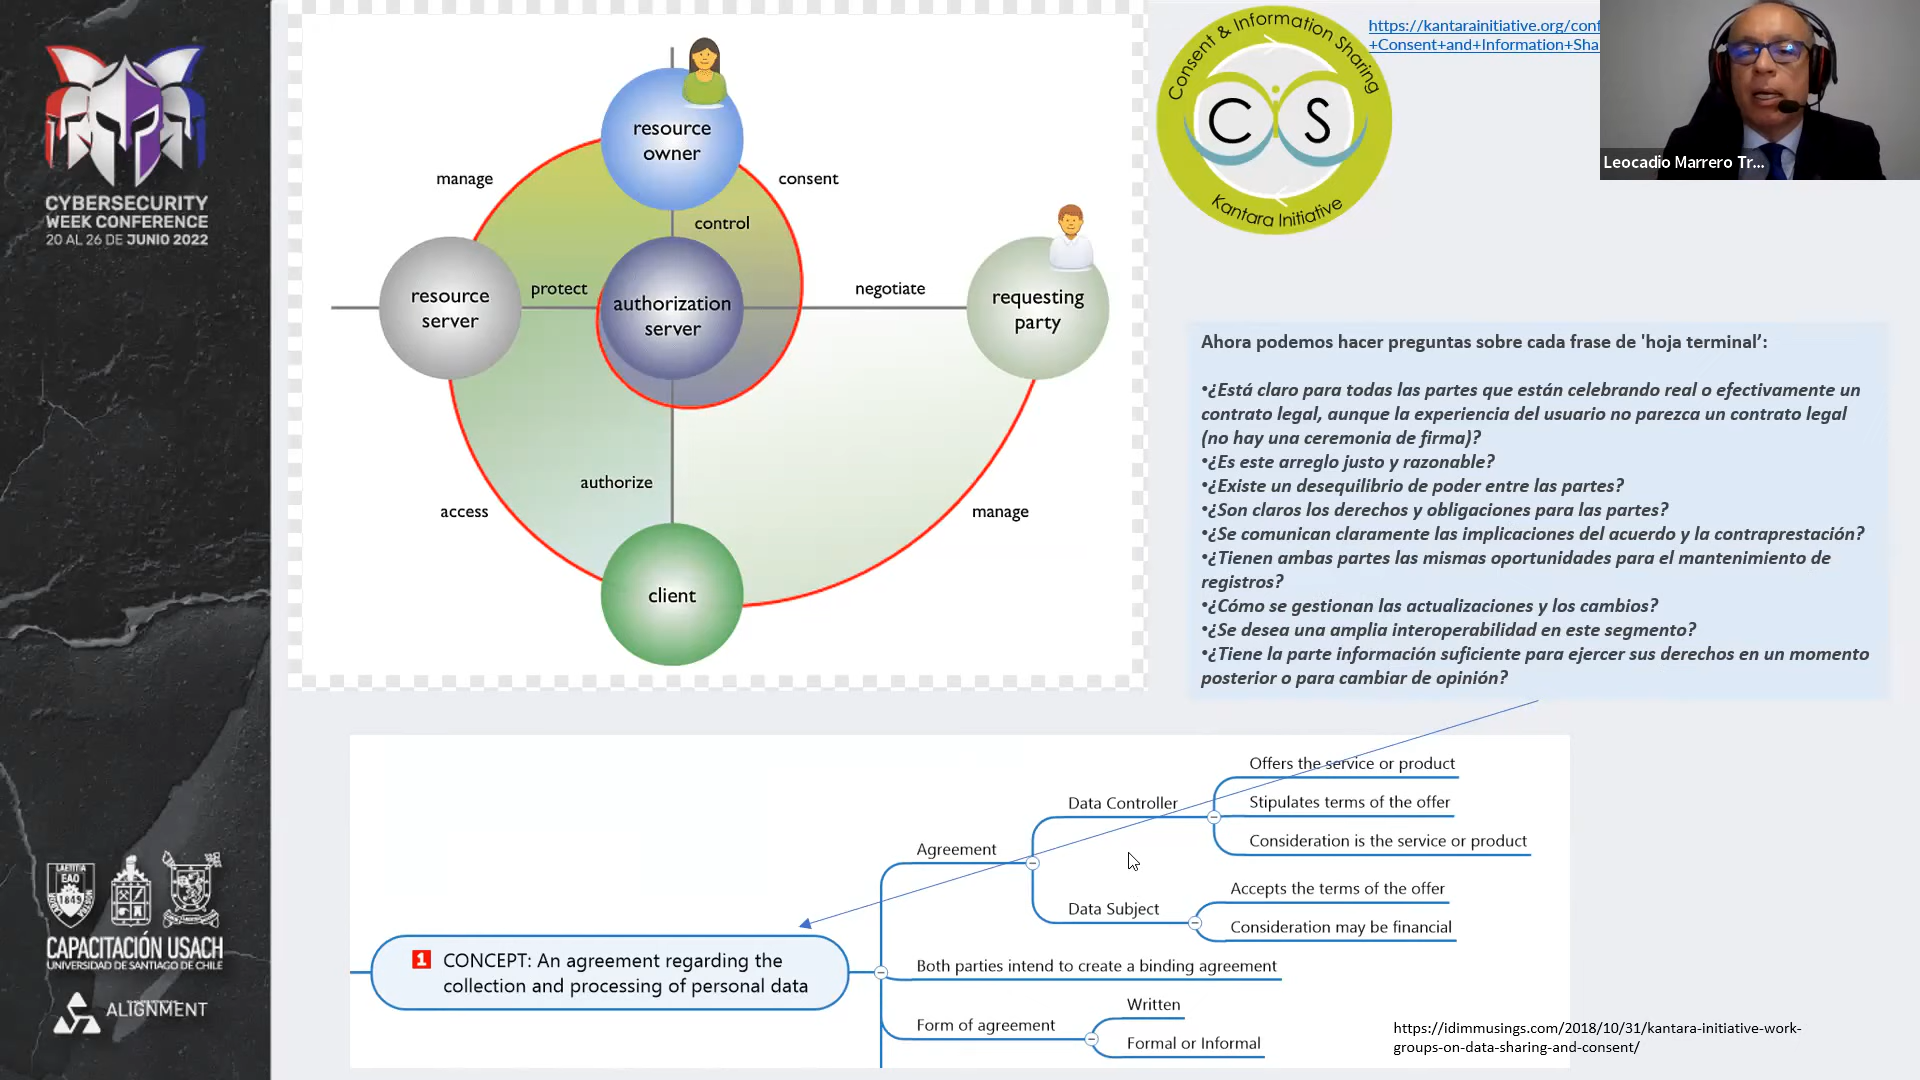 CYBERSECURITY
WEEK CONFERENCE
20 AL 26 DE JUNIO 2022
LAETITIA
EAO
1849
CAPACITACIÓN USACH
UNIVERSIDAD DE SANTIAGO DE CHILE
ALIGNMENT
resource
owner
manage
consent
control
resource
server
protect
authorization
server
negotiate
requesting
party
authorize
access
manage
client
Consent & Information Sharing
CiS
Kantara Initiative
https://kantarainitiative.org/conf
+Consent+and+Information+Sha
Leocadio Marrero Tr...
Ahora podemos hacer preguntas sobre cada frase de 'hoja terminal’:
•¿Está claro para todas las partes que están celebrando real o efectivamente un
contrato legal, aunque la experiencia del usuario no parezca un contrato legal
(no hay una ceremonia de firma)?
•¿Es este arreglo justo y razonable?
•¿Existe un desequilibrio de poder entre las partes?
•¿Son claros los derechos y obligaciones para las partes?
•¿Se comunican claramente las implicaciones del acuerdo y la contraprestación?
•¿Tienen ambas partes las mismas oportunidades para el mantenimiento de
registros?
•¿Cómo se gestionan las actualizaciones y los cambios?
•¿Se desea una amplia interoperabilidad en este segmento?
•¿Tiene la parte información suficiente para ejercer sus derechos en un momento
posterior o para cambiar de opinión?
1 CONCEPT: An agreement regarding the
collection and processing of personal data
Agreement
Data Controller
Offers the service or product
Stipulates terms of the offer
Consideration is the service or product
Data Subject
Accepts the terms of the offer
Consideration may be financial
Both parties intend to create a binding agreement
Form of agreement
Written
Formal or Informal
https://idimmusings.com/2018/10/31/kantara-initiative-work-
groups-on-data-sharing-and-consent/